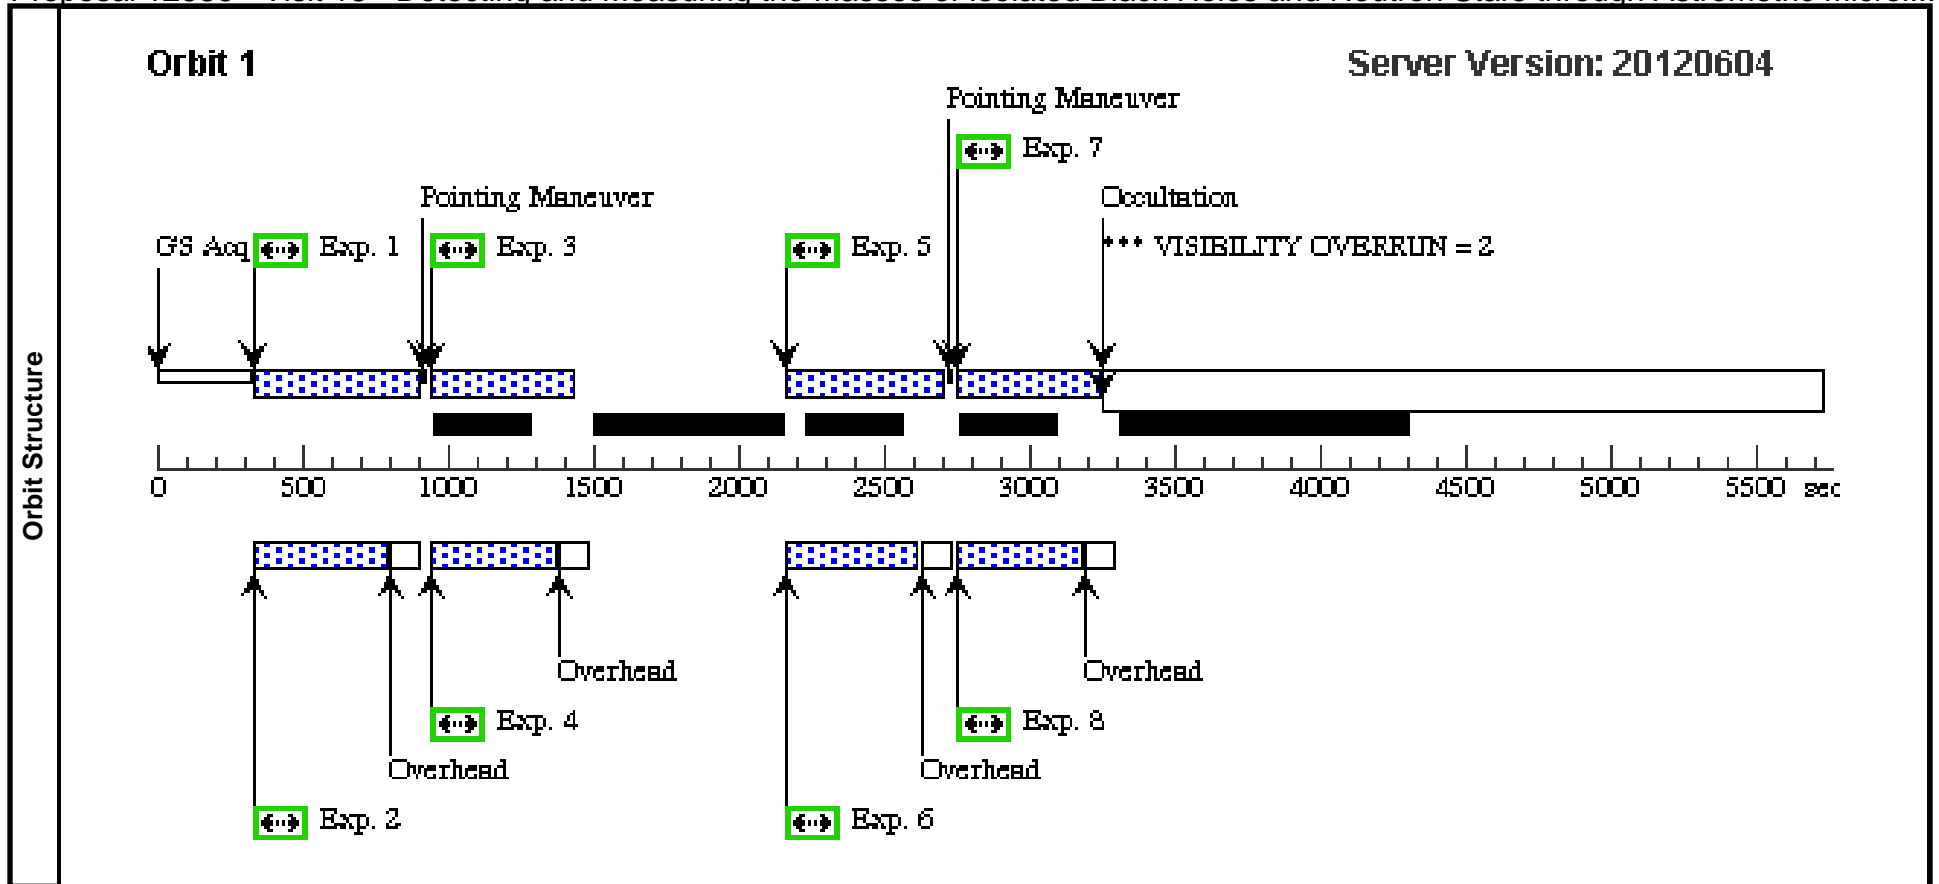 Orbit 1
Server Version: 20120604
Pointing Maneuver
Exp. 7
Pointing Maneuver
Occultation
GS Acq
Exp. 1
Exp. 3
Exp. 5
*** VISIBILITY OVERRUN = 2
Orbit Structure
0 500 1000 1500 2000 2500 3000 3500 4000 4500 5000 5500 sec
Overhead
Overhead
Exp. 4
Exp. 8
Overhead
Overhead
Exp. 2
Exp. 6